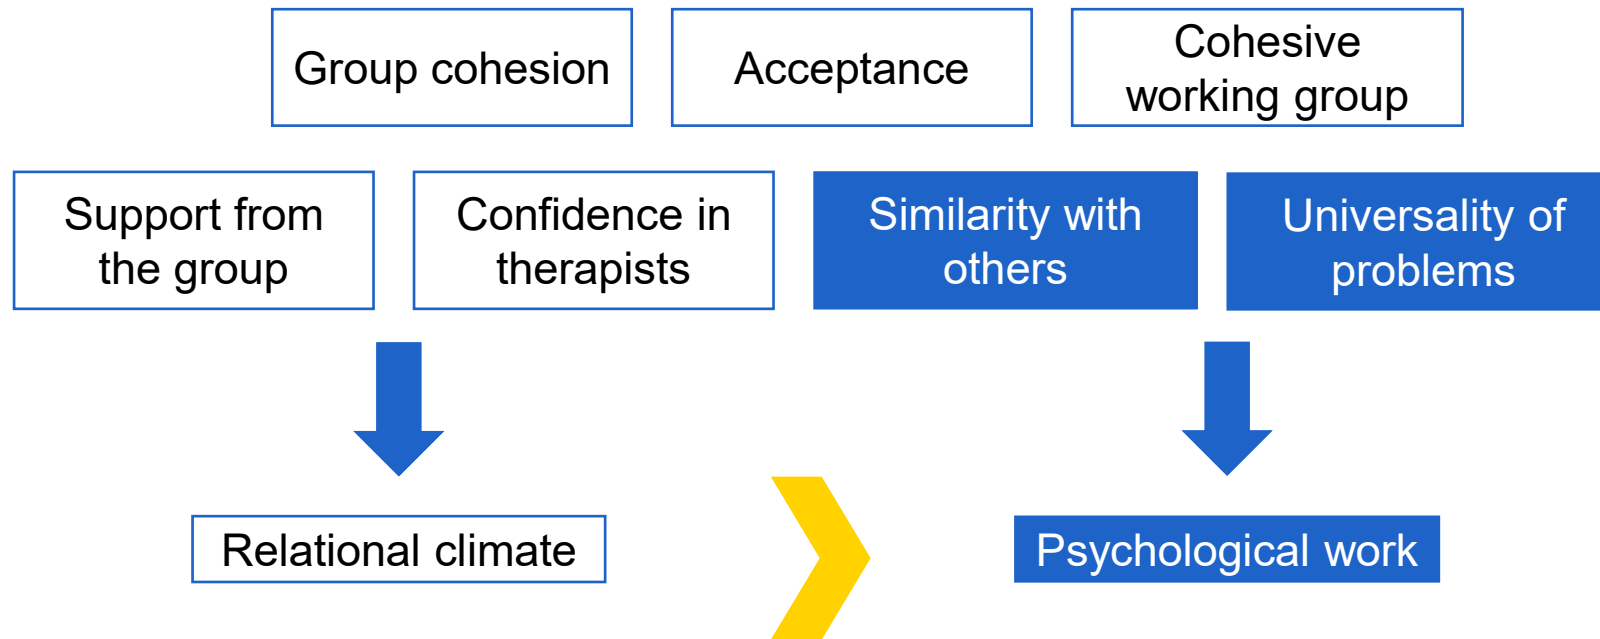 Group cohesion
Acceptance
Cohesive
working group
Support from
the group
Confidence in
therapists
Similarity with
others
Universality of
problems
Relational climate
Psychological work